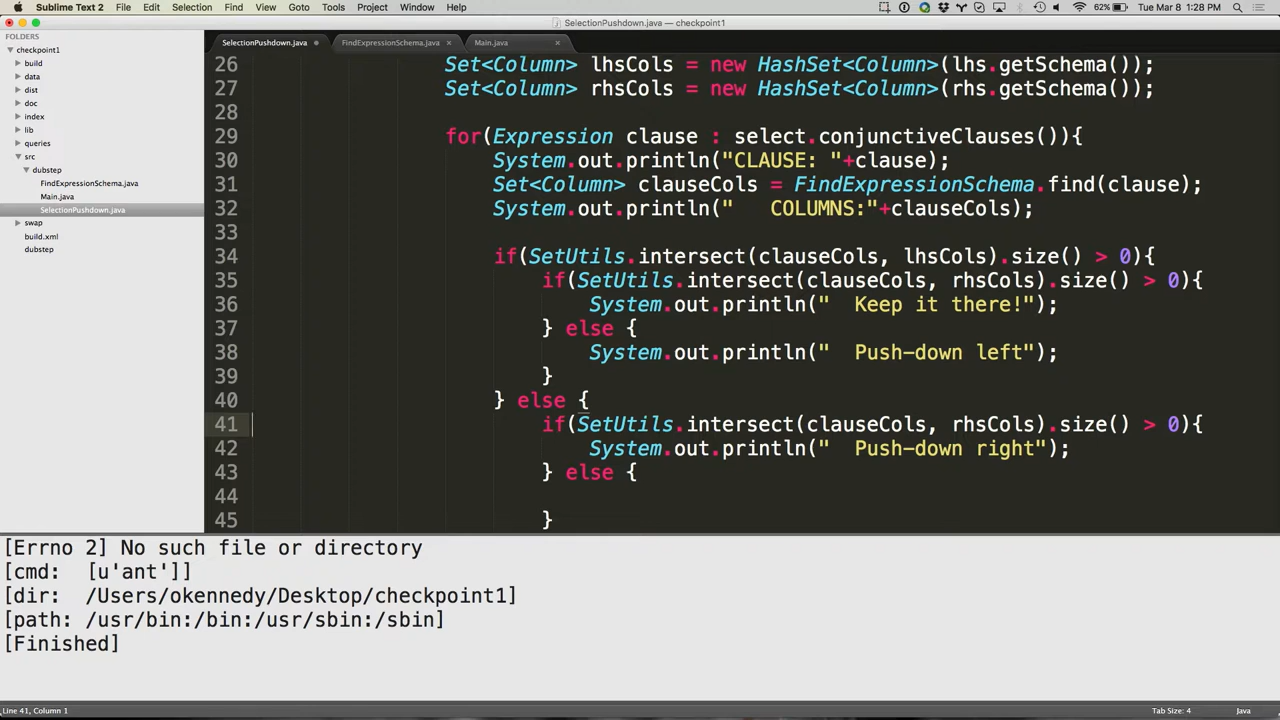 Sublime Text 2 File Edit Selection Find View Goto Tools Project Window Help 62% Tue Mar 8 1:28 PM
SelectionPushdown.java — checkpoint1
FOLDERS
checkpoint1
build
data
dist
doc
index
lib
queries
src
dubstep
FindExpressionSchema.java
Main.java
SelectionPushdown.java
swap
build.xml
dubstep
SelectionPushdown.java FindExpressionSchema.java Main.java
26 Set<Column> lhsCols = new HashSet<Column>(lhs.getSchema());
27 Set<Column> rhsCols = new HashSet<Column>(rhs.getSchema());
28
29 for(Expression clause : select.conjunctiveClauses()){
30 System.out.println("CLAUSE: "+clause);
31 Set<Column> clauseCols = FindExpressionSchema.find(clause);
32 System.out.println("   COLUMNS:"+clauseCols);
33
34 if(SetUtils.intersect(clauseCols, lhsCols).size() > 0){
35 if(SetUtils.intersect(clauseCols, rhsCols).size() > 0){
36 System.out.println("  Keep it there!");
37 } else {
38 System.out.println("  Push-down left");
39 }
40 } else {
41 if(SetUtils.intersect(clauseCols, rhsCols).size() > 0){
42 System.out.println("  Push-down right");
43 } else {
44
45 }
[Errno 2] No such file or directory
[cmd:  [u'ant']]
[dir:  /Users/okennedy/Desktop/checkpoint1]
[path: /usr/bin:/bin:/usr/sbin:/sbin]
[Finished]
Line 41, Column 1 Tab Size: 4 Java